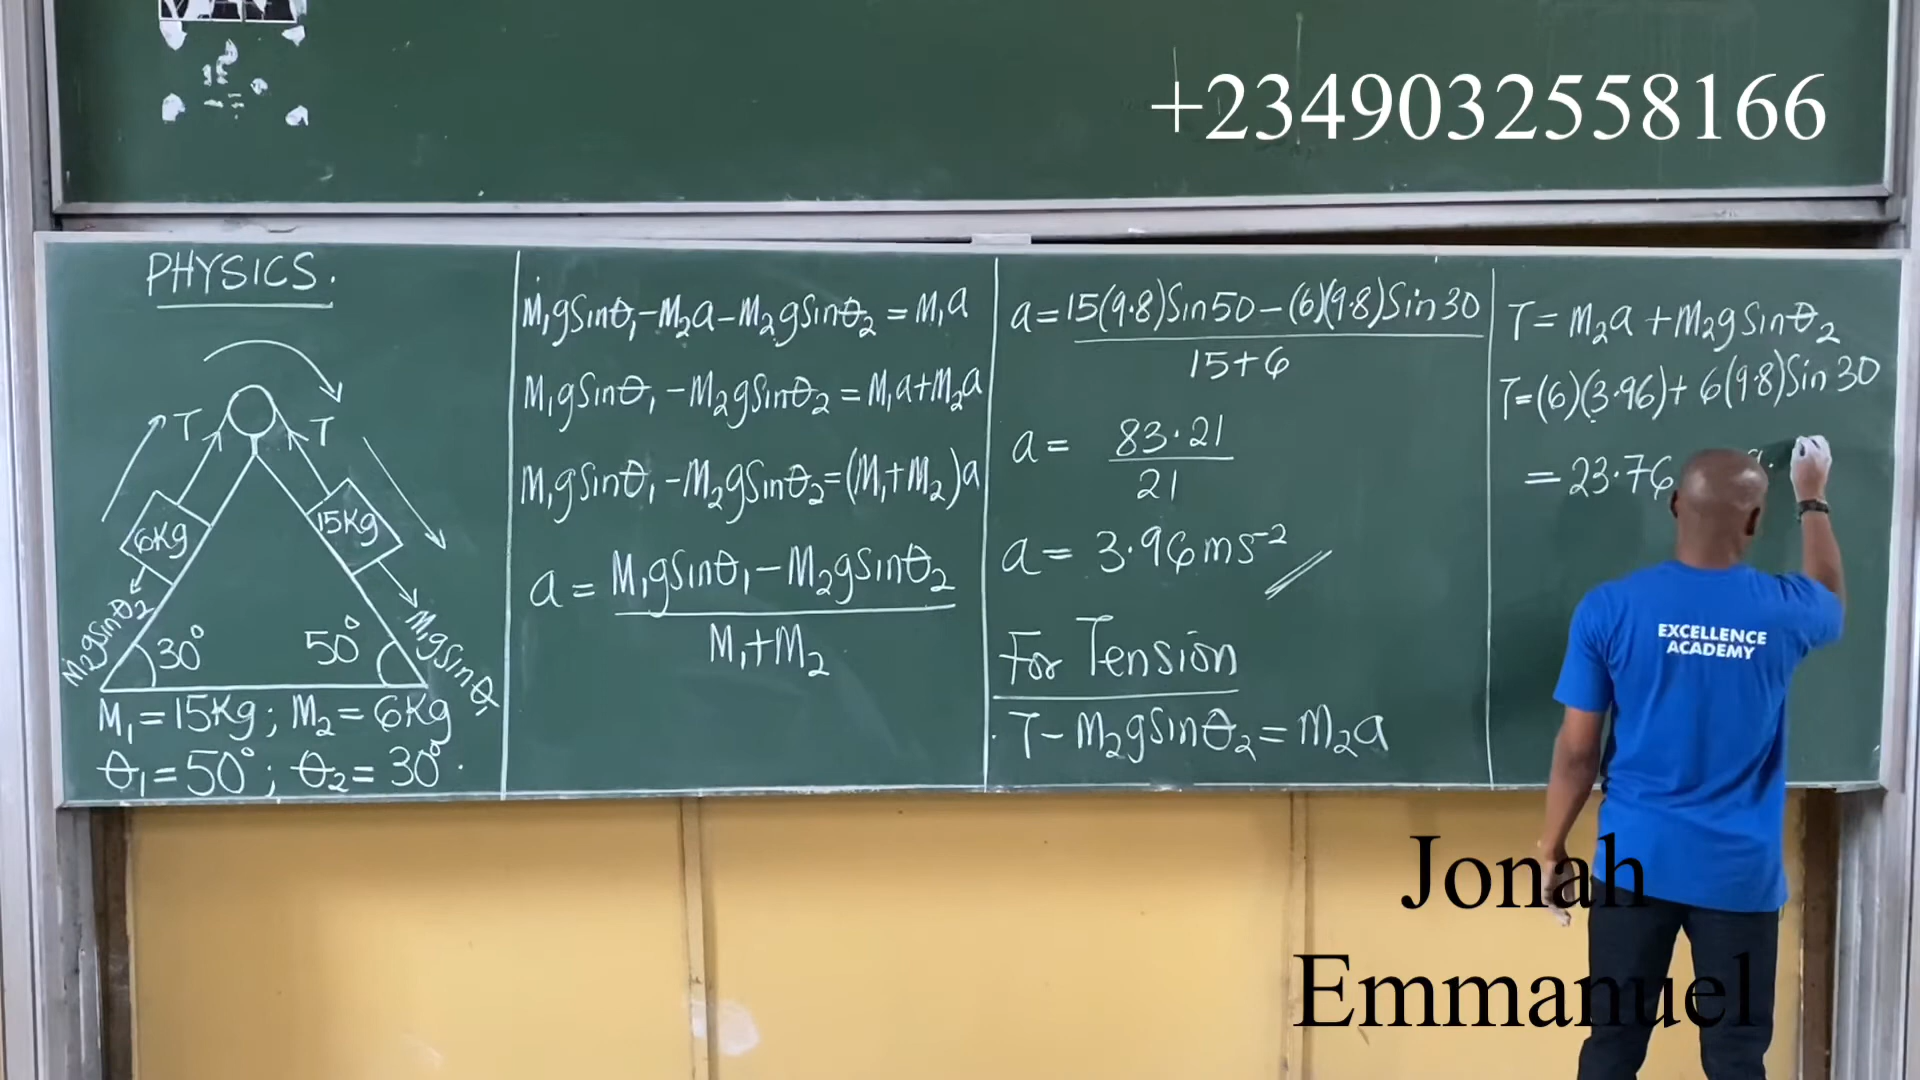 +2349032558166
PHYSICS.
T
T
6Kg
15Kg
M₂gsinθ₂
30°
50°
M₁gsinθ₁
M₁=15Kg; M₂=6Kg
θ₁=50°; θ₂=30°.
M₁gsinθ₁-M₂a-M₂gsinθ₂=M₁a
M₁gsinθ₁-M₂gsinθ₂=M₁a+M₂a
M₁gsinθ₁-M₂gsinθ₂=(M₁+M₂)a
a=M₁gsinθ₁-M₂gsinθ₂
M₁+M₂
a=15(9.8)Sin50-(6)(9.8)Sin30
15+6
a= 83.21
21
a= 3.96ms⁻²
For Tension
T-M₂gsinθ₂=M₂a
T=M₂a+M₂gsinθ₂
T=(6)(3.96)+6(9.8)Sin30
=23.76
EXCELLENCE
ACADEMY
Jonah
Emmanuel